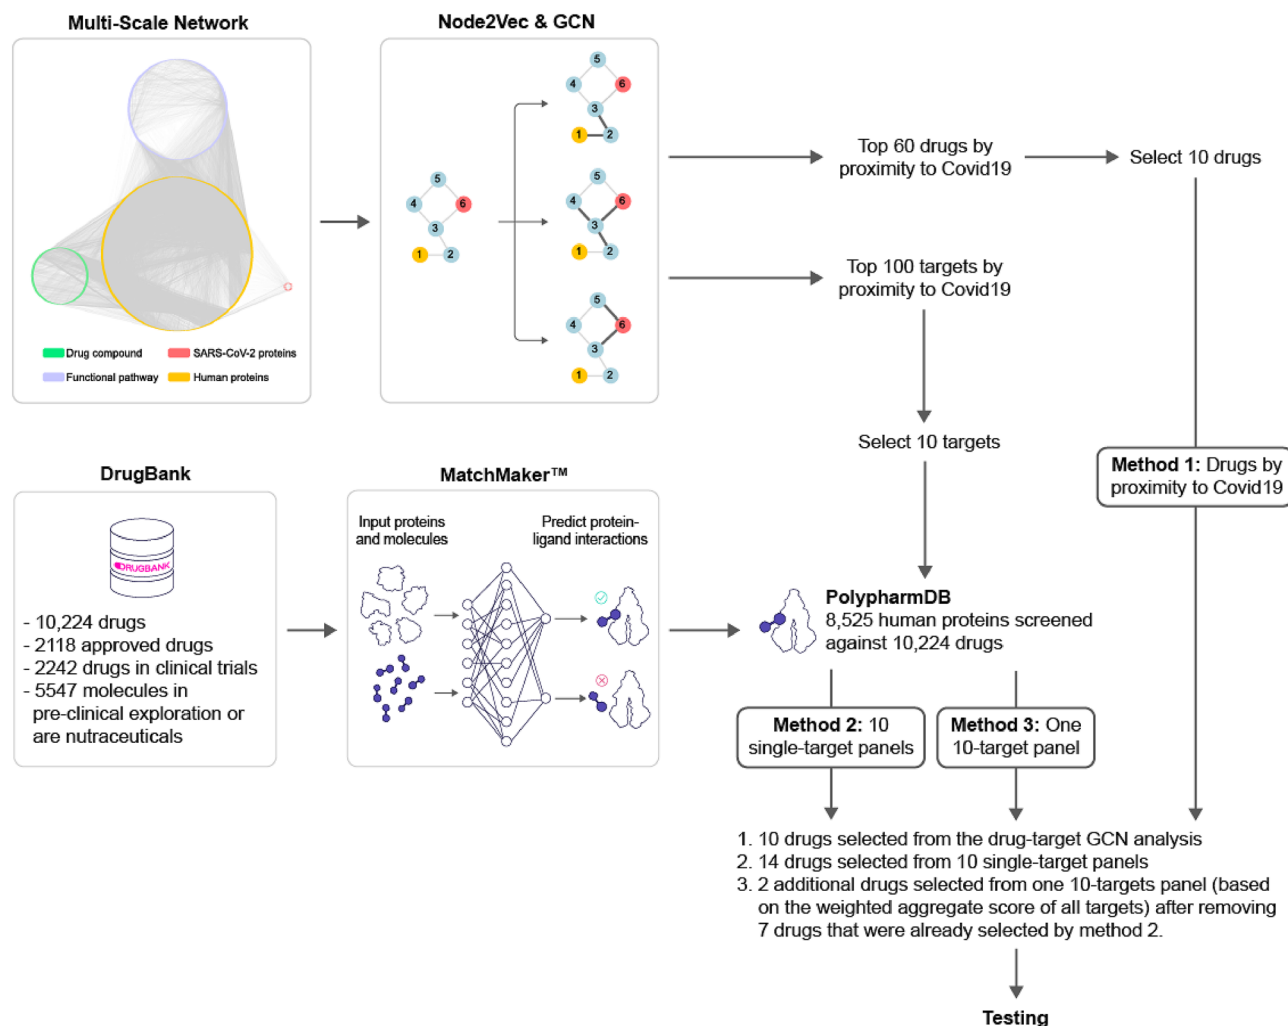 Multi-Scale Network
Drug compound
SARS-CoV-2 proteins
Functional pathway
Human proteins
Node2Vec & GCN
5
4
6
3
1
2
5
4
6
3
1
2
5
4
6
3
1
2
5
4
6
3
1
2
Top 60 drugs by
proximity to Covid19
Select 10 drugs
Top 100 targets by
proximity to Covid19
Select 10 targets
Method 1: Drugs by
proximity to Covid19
DrugBank
DRUGBANK
- 10,224 drugs
- 2118 approved drugs
- 2242 drugs in clinical trials
- 5547 molecules in
pre-clinical exploration or
are nutraceuticals
MatchMaker™
Input proteins
and molecules
Predict protein-
ligand interactions
PolypharmDB
8,525 human proteins screened
against 10,224 drugs
Method 2: 10
single-target panels
Method 3: One
10-target panel
1. 10 drugs selected from the drug-target GCN analysis
2. 14 drugs selected from 10 single-target panels
3. 2 additional drugs selected from one 10-targets panel (based
on the weighted aggregate score of all targets) after removing
7 drugs that were already selected by method 2.
Testing